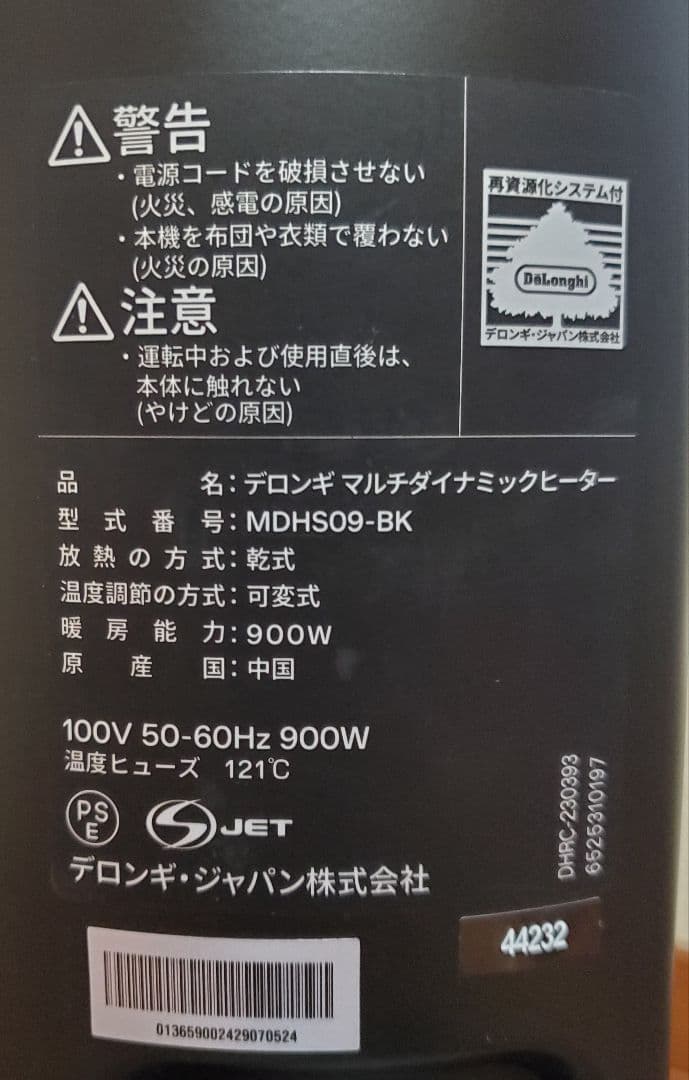 警告
・電源コードを破損させない
(火災、感電の原因)
・本機を布団や衣類で覆わない
(火災の原因)
注意
・運転中および使用直後は、
本体に触れない
(やけどの原因)
再資源化システム付
DeLonghi
デロンギ・ジャパン株式会社
品名：デロンギ マルチダイナミックヒーター
型式番号：MDHS09-BK
放熱の方式：乾式
温度調節の方式：可変式
暖房能力：900W
原産国：中国
100V 50-60Hz 900W
温度ヒューズ 121℃
PS
E
S JET
デロンギ・ジャパン株式会社
DHRC-230393
6525310197
44232
013659002429070524